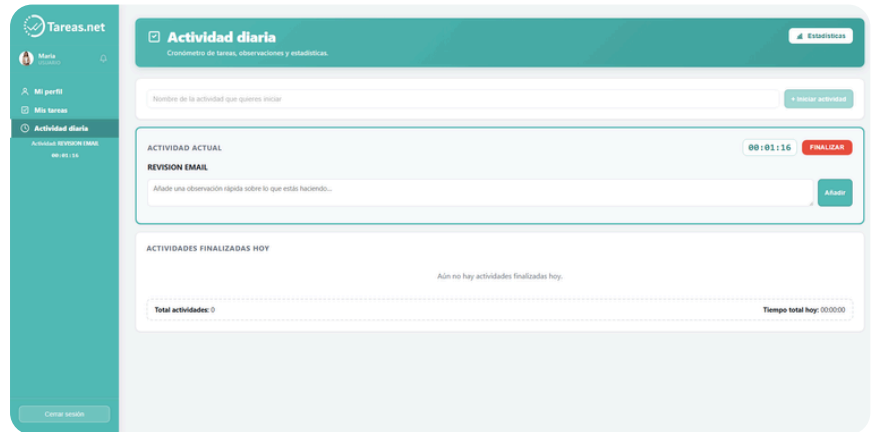 Tareas.net
Maria
USUARIO
Mi perfil
Mis tareas
Actividad diaria
Actividad: REVISION EMAIL
00:01:16
Cerrar sesión
Actividad diaria
Cronómetro de tareas, observaciones y estadísticas.
Estadísticas
Nombre de la actividad que quieres iniciar
+ Iniciar actividad
ACTIVIDAD ACTUAL
00:01:16
FINALIZAR
REVISION EMAIL
Añade una observación rápida sobre lo que estás haciendo...
Añadir
ACTIVIDADES FINALIZADAS HOY
Aún no hay actividades finalizadas hoy.
Total actividades: 0
Tiempo total hoy: 00:00:00